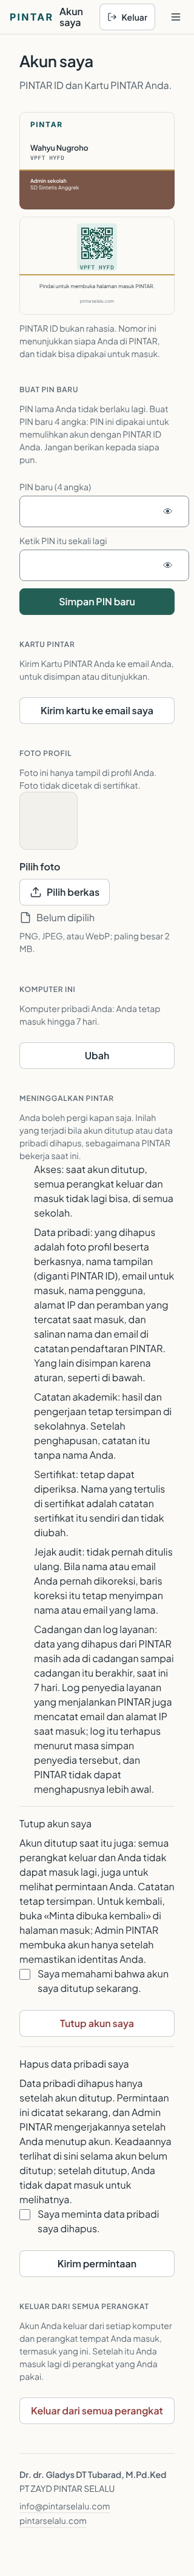 PINTAR
Akun
saya
Keluar
Akun saya
PINTAR ID dan Kartu PINTAR Anda.
PINTAR
Wahyu Nugroho
VPFT HYFD
Admin sekolah
SD Sintetis Anggrek
VPFT HYFD
Pindai untuk membuka halaman masuk PINTAR.
pintarselalu.com
PINTAR ID bukan rahasia. Nomor ini
menunjukkan siapa Anda di PINTAR,
dan tidak bisa dipakai untuk masuk.
BUAT PIN BARU
PIN lama Anda tidak berlaku lagi. Buat
PIN baru 4 angka: PIN ini dipakai untuk
memulihkan akun dengan PINTAR ID
Anda. Jangan berikan kepada siapa
pun.
PIN baru (4 angka)
Ketik PIN itu sekali lagi
Simpan PIN baru
KARTU PINTAR
Kirim Kartu PINTAR Anda ke email Anda,
untuk disimpan atau ditunjukkan.
Kirim kartu ke email saya
FOTO PROFIL
Foto ini hanya tampil di profil Anda.
Foto tidak dicetak di sertifikat.
Pilih foto
Pilih berkas
Belum dipilih
PNG, JPEG, atau WebP; paling besar 2
MB.
KOMPUTER INI
Komputer pribadi Anda: Anda tetap
masuk hingga 7 hari.
Ubah
MENINGGALKAN PINTAR
Anda boleh pergi kapan saja. Inilah
yang terjadi bila akun ditutup atau data
pribadi dihapus, sebagaimana PINTAR
bekerja saat ini.
Akses: saat akun ditutup,
semua perangkat keluar dan
masuk tidak lagi bisa, di semua
sekolah.
Data pribadi: yang dihapus
adalah foto profil beserta
berkasnya, nama tampilan
(diganti PINTAR ID), email untuk
masuk, nama pengguna,
alamat IP dan peramban yang
tercatat saat masuk, dan
salinan nama dan email di
catatan pendaftaran PINTAR.
Yang lain disimpan karena
aturan, seperti di bawah.
Catatan akademik: hasil dan
pengerjaan tetap tersimpan di
sekolahnya. Setelah
penghapusan, catatan itu
tanpa nama Anda.
Sertifikat: tetap dapat
diperiksa. Nama yang tertulis
di sertifikat adalah catatan
sertifikat itu sendiri dan tidak
diubah.
Jejak audit: tidak pernah ditulis
ulang. Bila nama atau email
Anda pernah dikoreksi, baris
koreksi itu tetap menyimpan
nama atau email yang lama.
Cadangan dan log layanan:
data yang dihapus dari PINTAR
masih ada di cadangan sampai
cadangan itu berakhir, saat ini
7 hari. Log penyedia layanan
yang menjalankan PINTAR juga
mencatat email dan alamat IP
saat masuk; log itu terhapus
menurut masa simpan
penyedia tersebut, dan
PINTAR tidak dapat
menghapusnya lebih awal.
Tutup akun saya
Akun ditutup saat itu juga: semua
perangkat keluar dan Anda tidak
dapat masuk lagi, juga untuk
melihat permintaan Anda. Catatan
tetap tersimpan. Untuk kembali,
buka «Minta dibuka kembali» di
halaman masuk; Admin PINTAR
membuka akun hanya setelah
memastikan identitas Anda.
Saya memahami bahwa akun
saya ditutup sekarang.
Tutup akun saya
Hapus data pribadi saya
Data pribadi dihapus hanya
setelah akun ditutup. Permintaan
ini dicatat sekarang, dan Admin
PINTAR mengerjakannya setelah
Anda menutup akun. Keadaannya
terlihat di sini selama akun belum
ditutup; setelah ditutup, Anda
tidak dapat masuk untuk
melihatnya.
Saya meminta data pribadi
saya dihapus.
Kirim permintaan
KELUAR DARI SEMUA PERANGKAT
Akun Anda keluar dari setiap komputer
dan perangkat tempat Anda masuk,
termasuk yang ini. Setelah itu Anda
masuk lagi di perangkat yang Anda
pakai.
Keluar dari semua perangkat
Dr. dr. Gladys DT Tubarad, M.Pd.Ked
PT ZAYD PINTAR SELALU
info@pintarselalu.com
pintarselalu.com